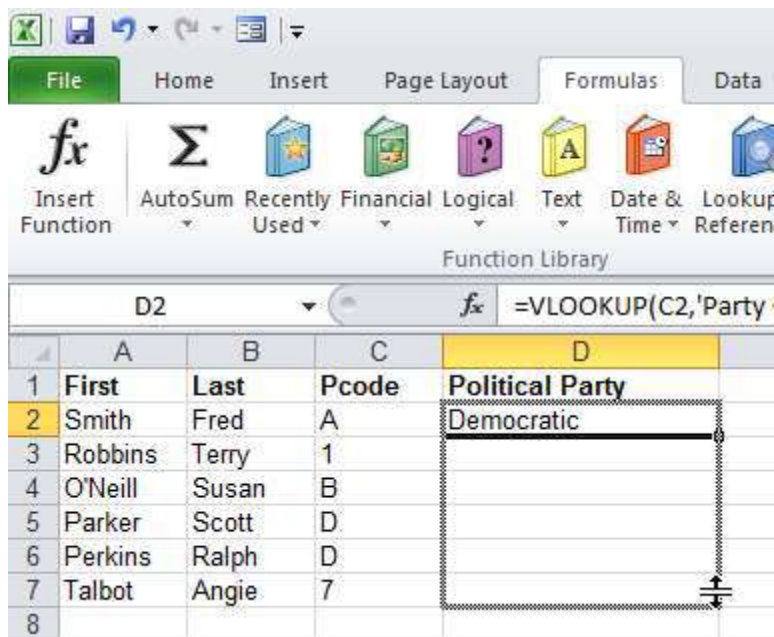 File Home Insert Page Layout Formulas Data
fx Σ ? A
Insert Function AutoSum Recently Used Financial Logical Text Date & Time
Function Library
D2 fx =VLOOKUP(C2,'Party
A B C D
1 First Last Pcode Political Party
2 Smith Fred A Democratic
3 Robbins Terry 1
4 O'Neill Susan B
5 Parker Scott D
6 Perkins Ralph D
7 Talbot Angie 7
8